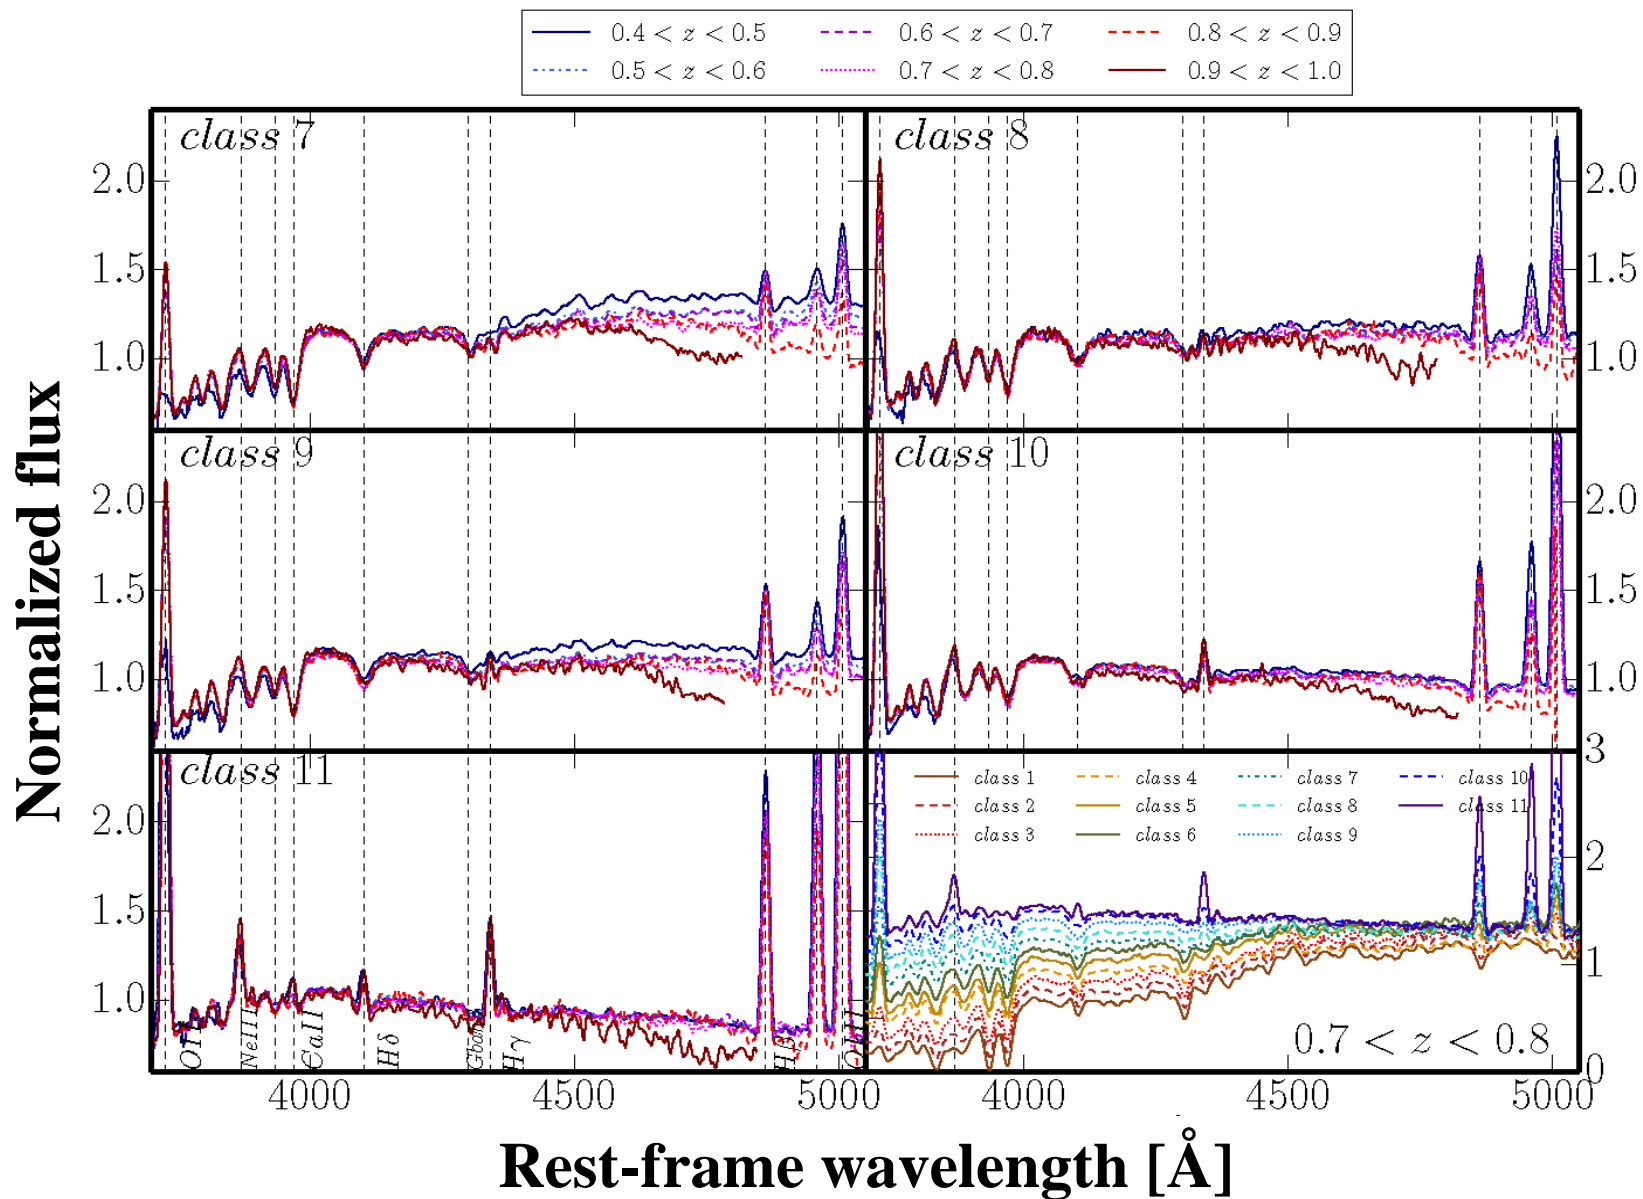 0.4 < z < 0.5
0.6 < z < 0.7
0.8 < z < 0.9
0.5 < z < 0.6
0.7 < z < 0.8
0.9 < z < 1.0
class 7
class 8
2.0
1.5
1.0
2.0
1.5
1.0
class 9
class 10
2.0
1.5
1.0
2.0
1.5
1.0
class 11
2.0
1.5
1.0
3
2
1
0
class 1
class 4
class 7
class 10
class 2
class 5
class 8
class 11
class 3
class 6
class 9
0.7 < z < 0.8
OII
NeIII
CaII
Hδ
Gband
Hγ
Hβ
OIII
4000
4500
5000
4000
4500
5000
Normalized flux
Rest-frame wavelength [Å]